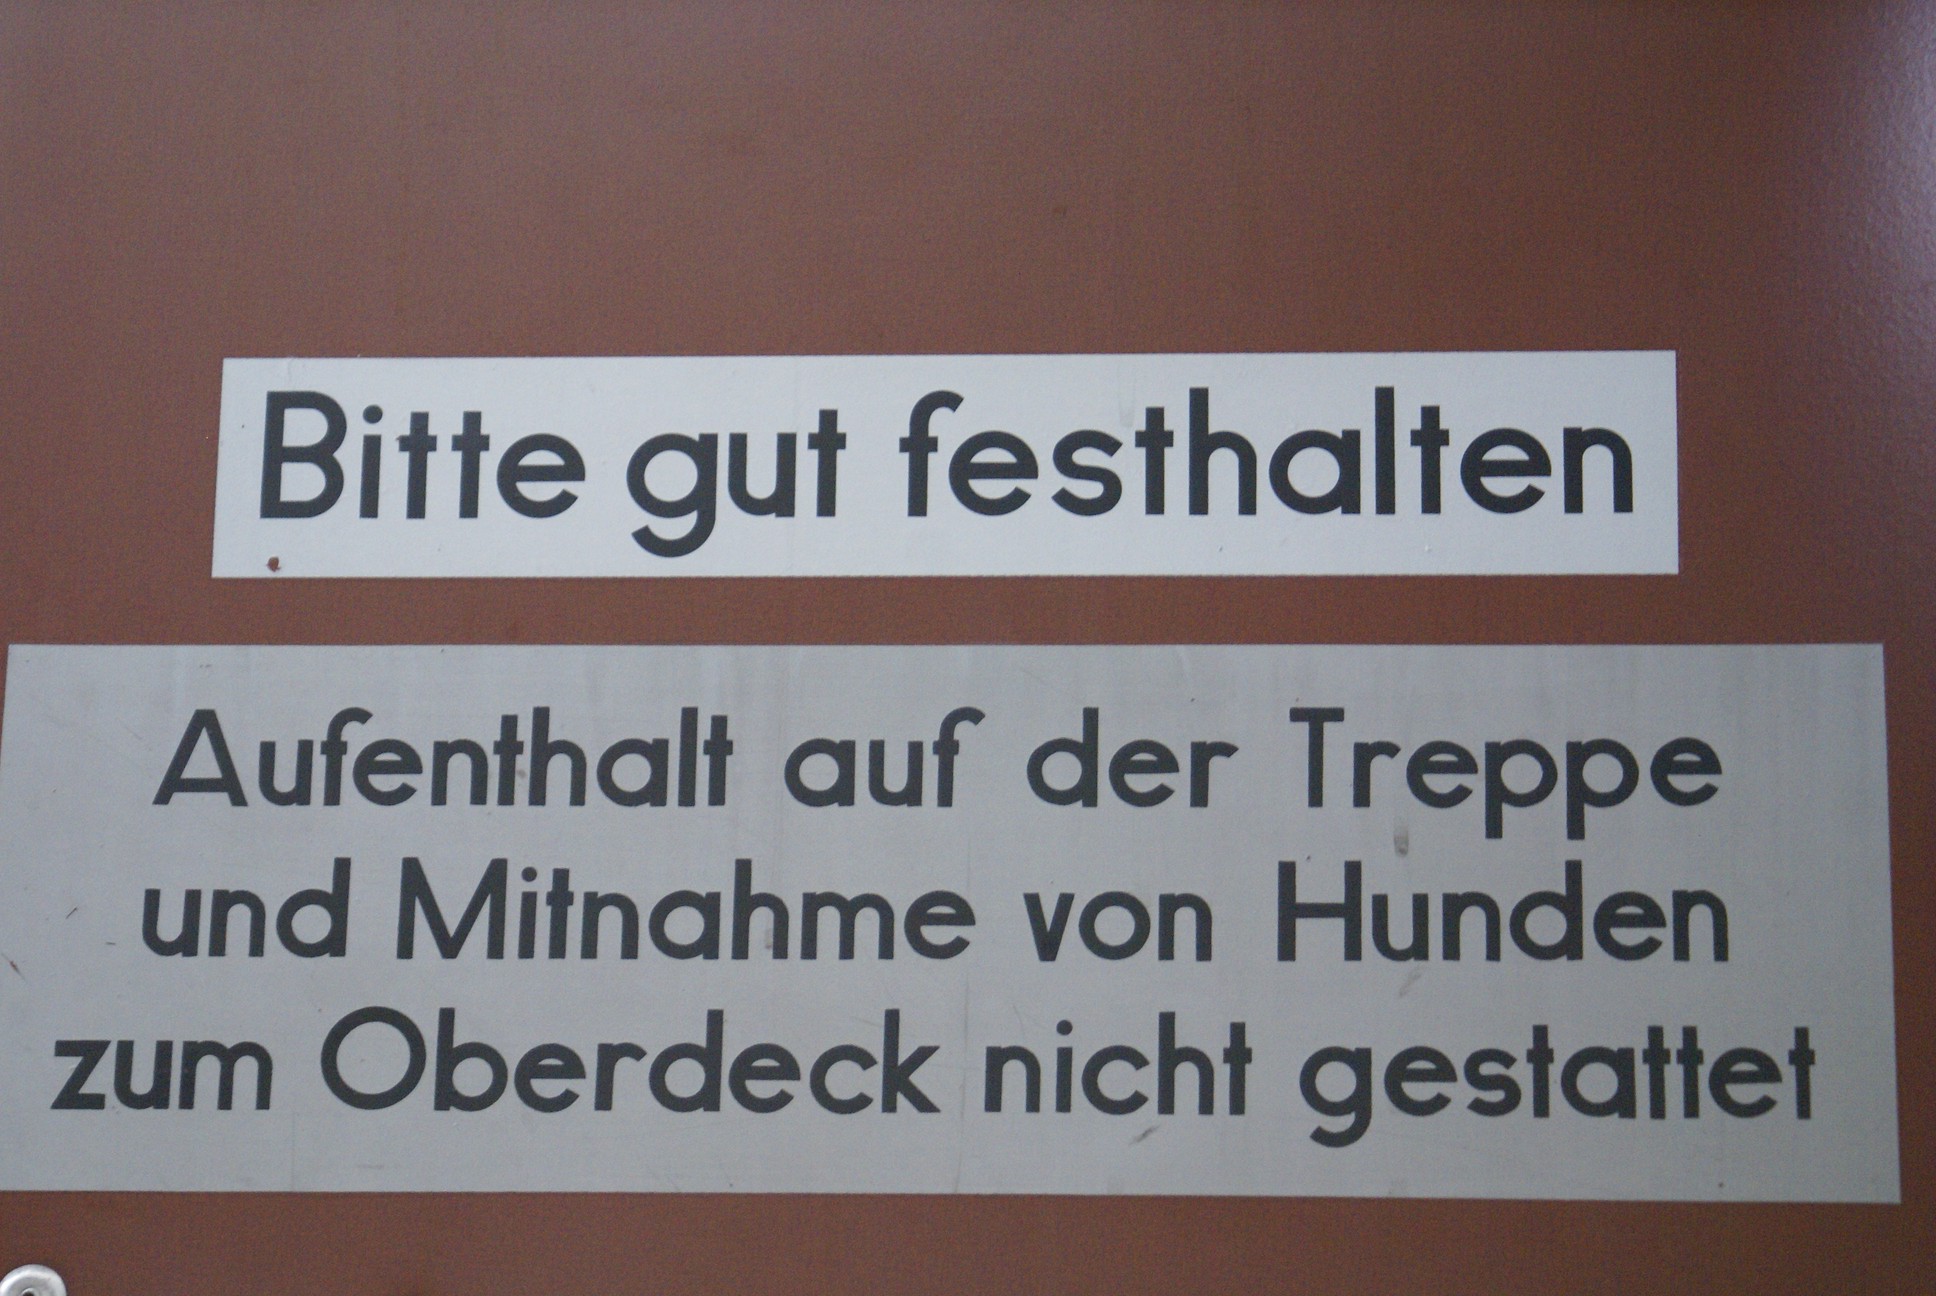 Bitte gut festhalten
Aufenthalt auf der Treppe
und Mitnahme von Hunden
zum Oberdeck nicht gestattet